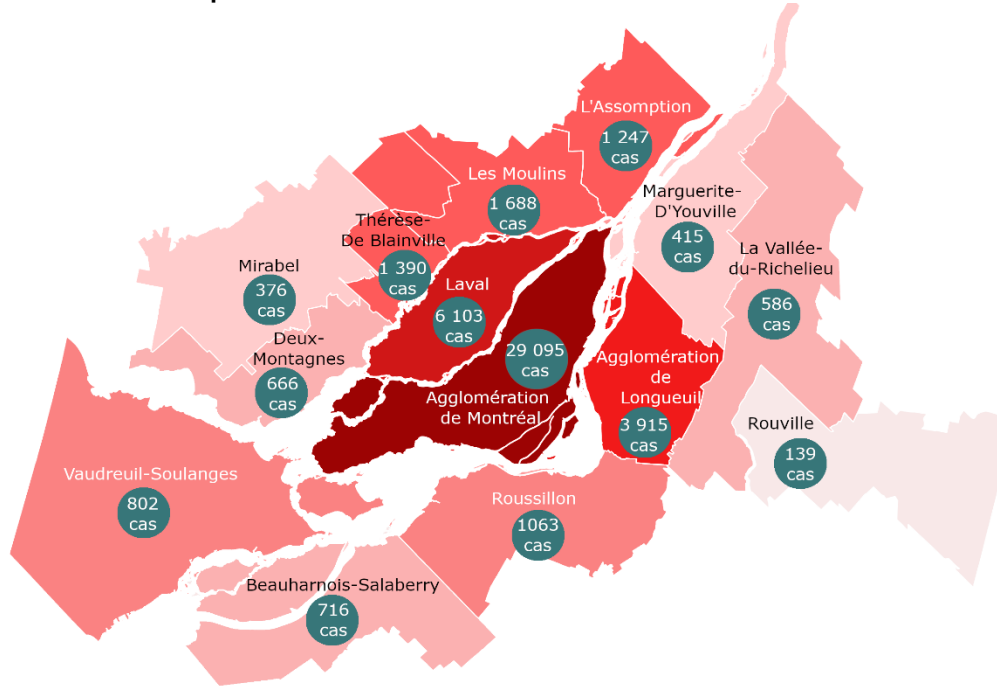 L'Assomption
1 247
cas
Les Moulins
1 688
cas
Marguerite-
D'Youville
415
cas
Thérèse-
De Blainville
1 390
cas
La Vallée-
du-Richelieu
586
cas
Mirabel
376
cas
Laval
6 103
cas
Deux-
Montagnes
666
cas
29 095
cas
Agglomération
de Montréal
Agglomération
de
Longueuil
3 915
cas
Rouville
139
cas
Vaudreuil-Soulanges
802
cas
Roussillon
1063
cas
Beauharnois-Salaberry
716
cas